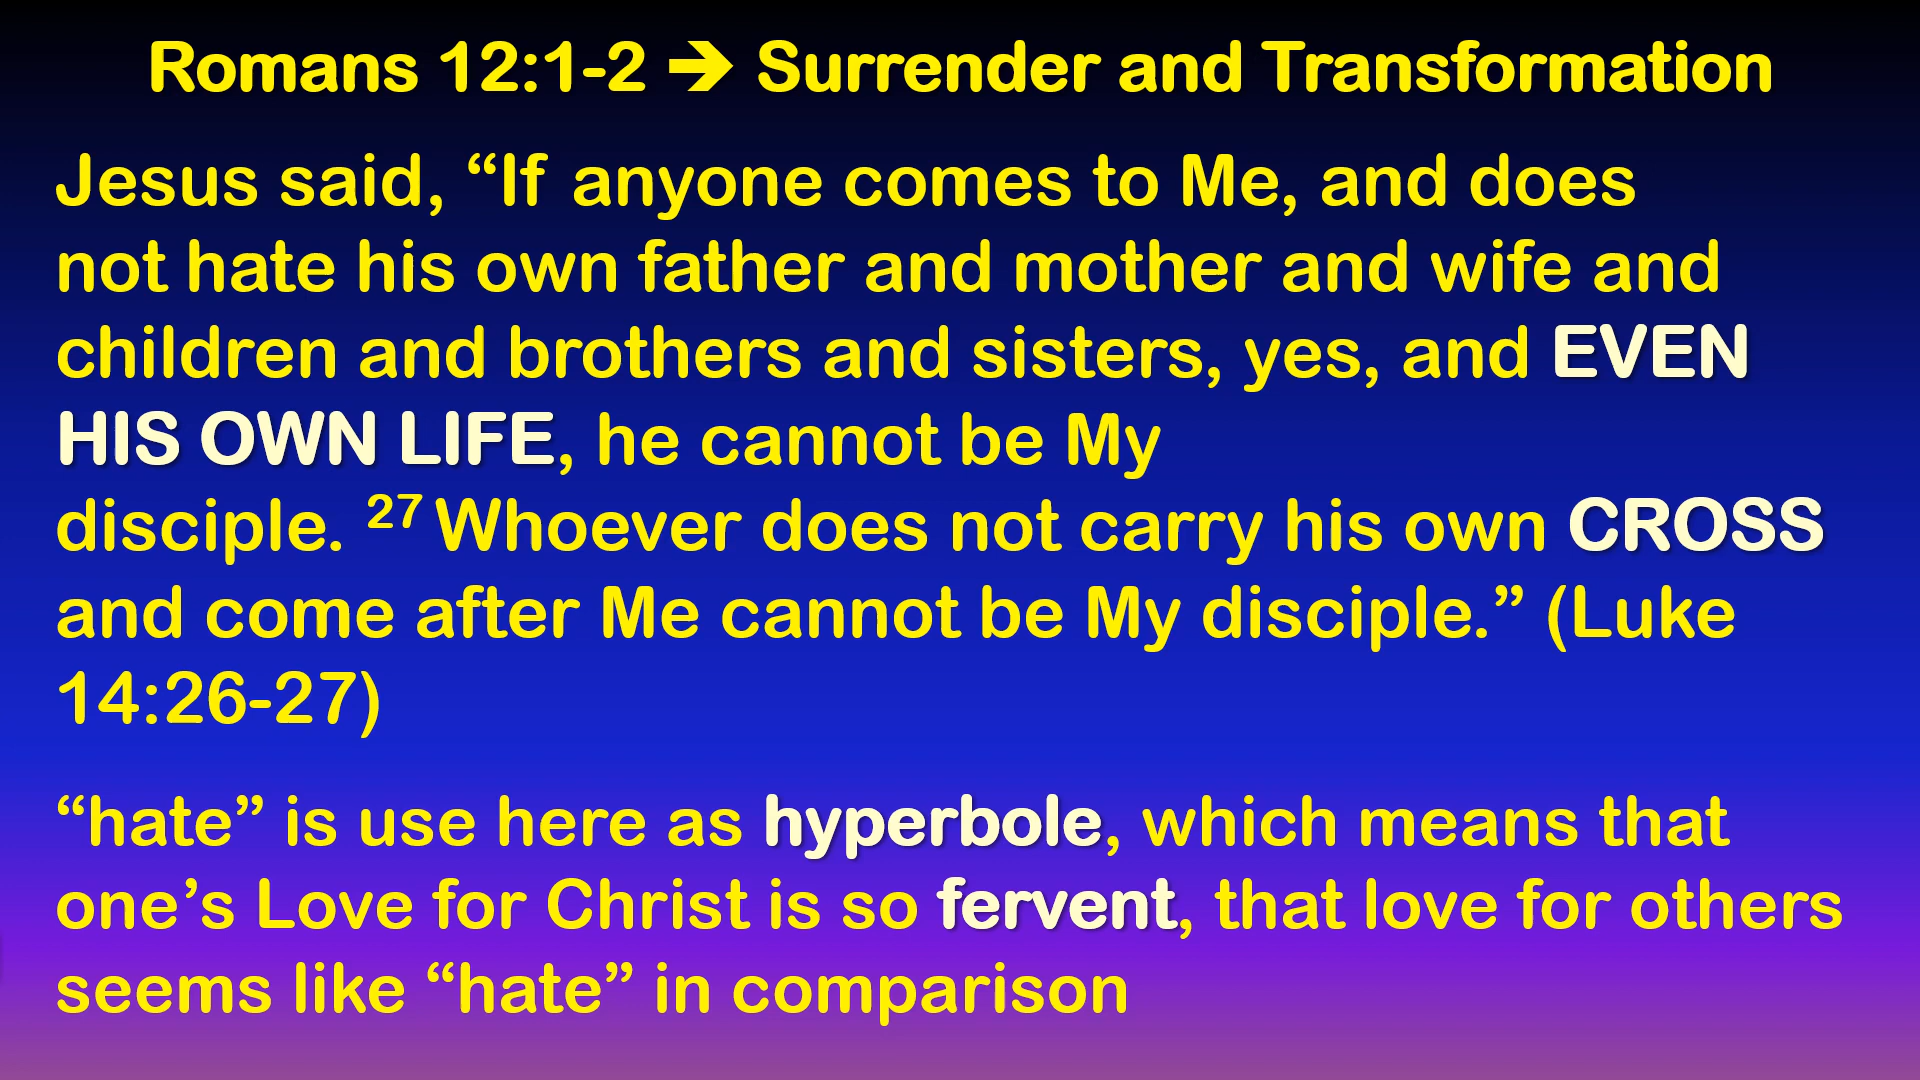 Romans 12:1-2 🡺 Surrender and Transformation
Jesus said, “If anyone comes to Me, and does
not hate his own father and mother and wife and
children and brothers and sisters, yes, and EVEN
HIS OWN LIFE, he cannot be My
disciple. ²⁷ Whoever does not carry his own CROSS
and come after Me cannot be My disciple.” (Luke
14:26-27)
“hate” is use here as hyperbole, which means that
one’s Love for Christ is so fervent, that love for others
seems like “hate” in comparison